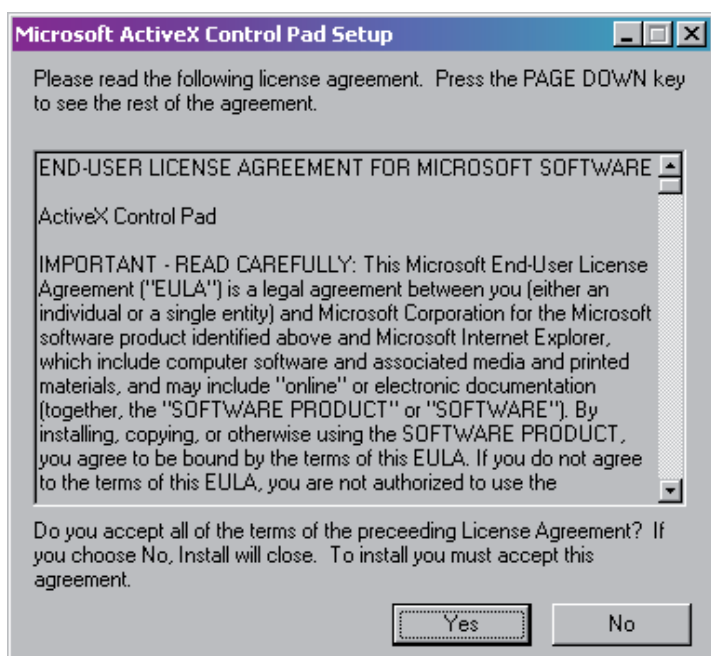 Microsoft ActiveX Control Pad Setup
Please read the following license agreement. Press the PAGE DOWN key
to see the rest of the agreement.
END-USER LICENSE AGREEMENT FOR MICROSOFT SOFTWARE
ActiveX Control Pad
IMPORTANT - READ CAREFULLY: This Microsoft End-User License
Agreement ("EULA") is a legal agreement between you (either an
individual or a single entity) and Microsoft Corporation for the Microsoft
software product identified above and Microsoft Internet Explorer,
which include computer software and associated media and printed
materials, and may include "online" or electronic documentation
(together, the "SOFTWARE PRODUCT" or "SOFTWARE"). By
installing, copying, or otherwise using the SOFTWARE PRODUCT,
you agree to be bound by the terms of this EULA. If you do not agree
to the terms of this EULA, you are not authorized to use the
Do you accept all of the terms of the preceeding License Agreement? If
you choose No, Install will close. To install you must accept this
agreement.
Yes No